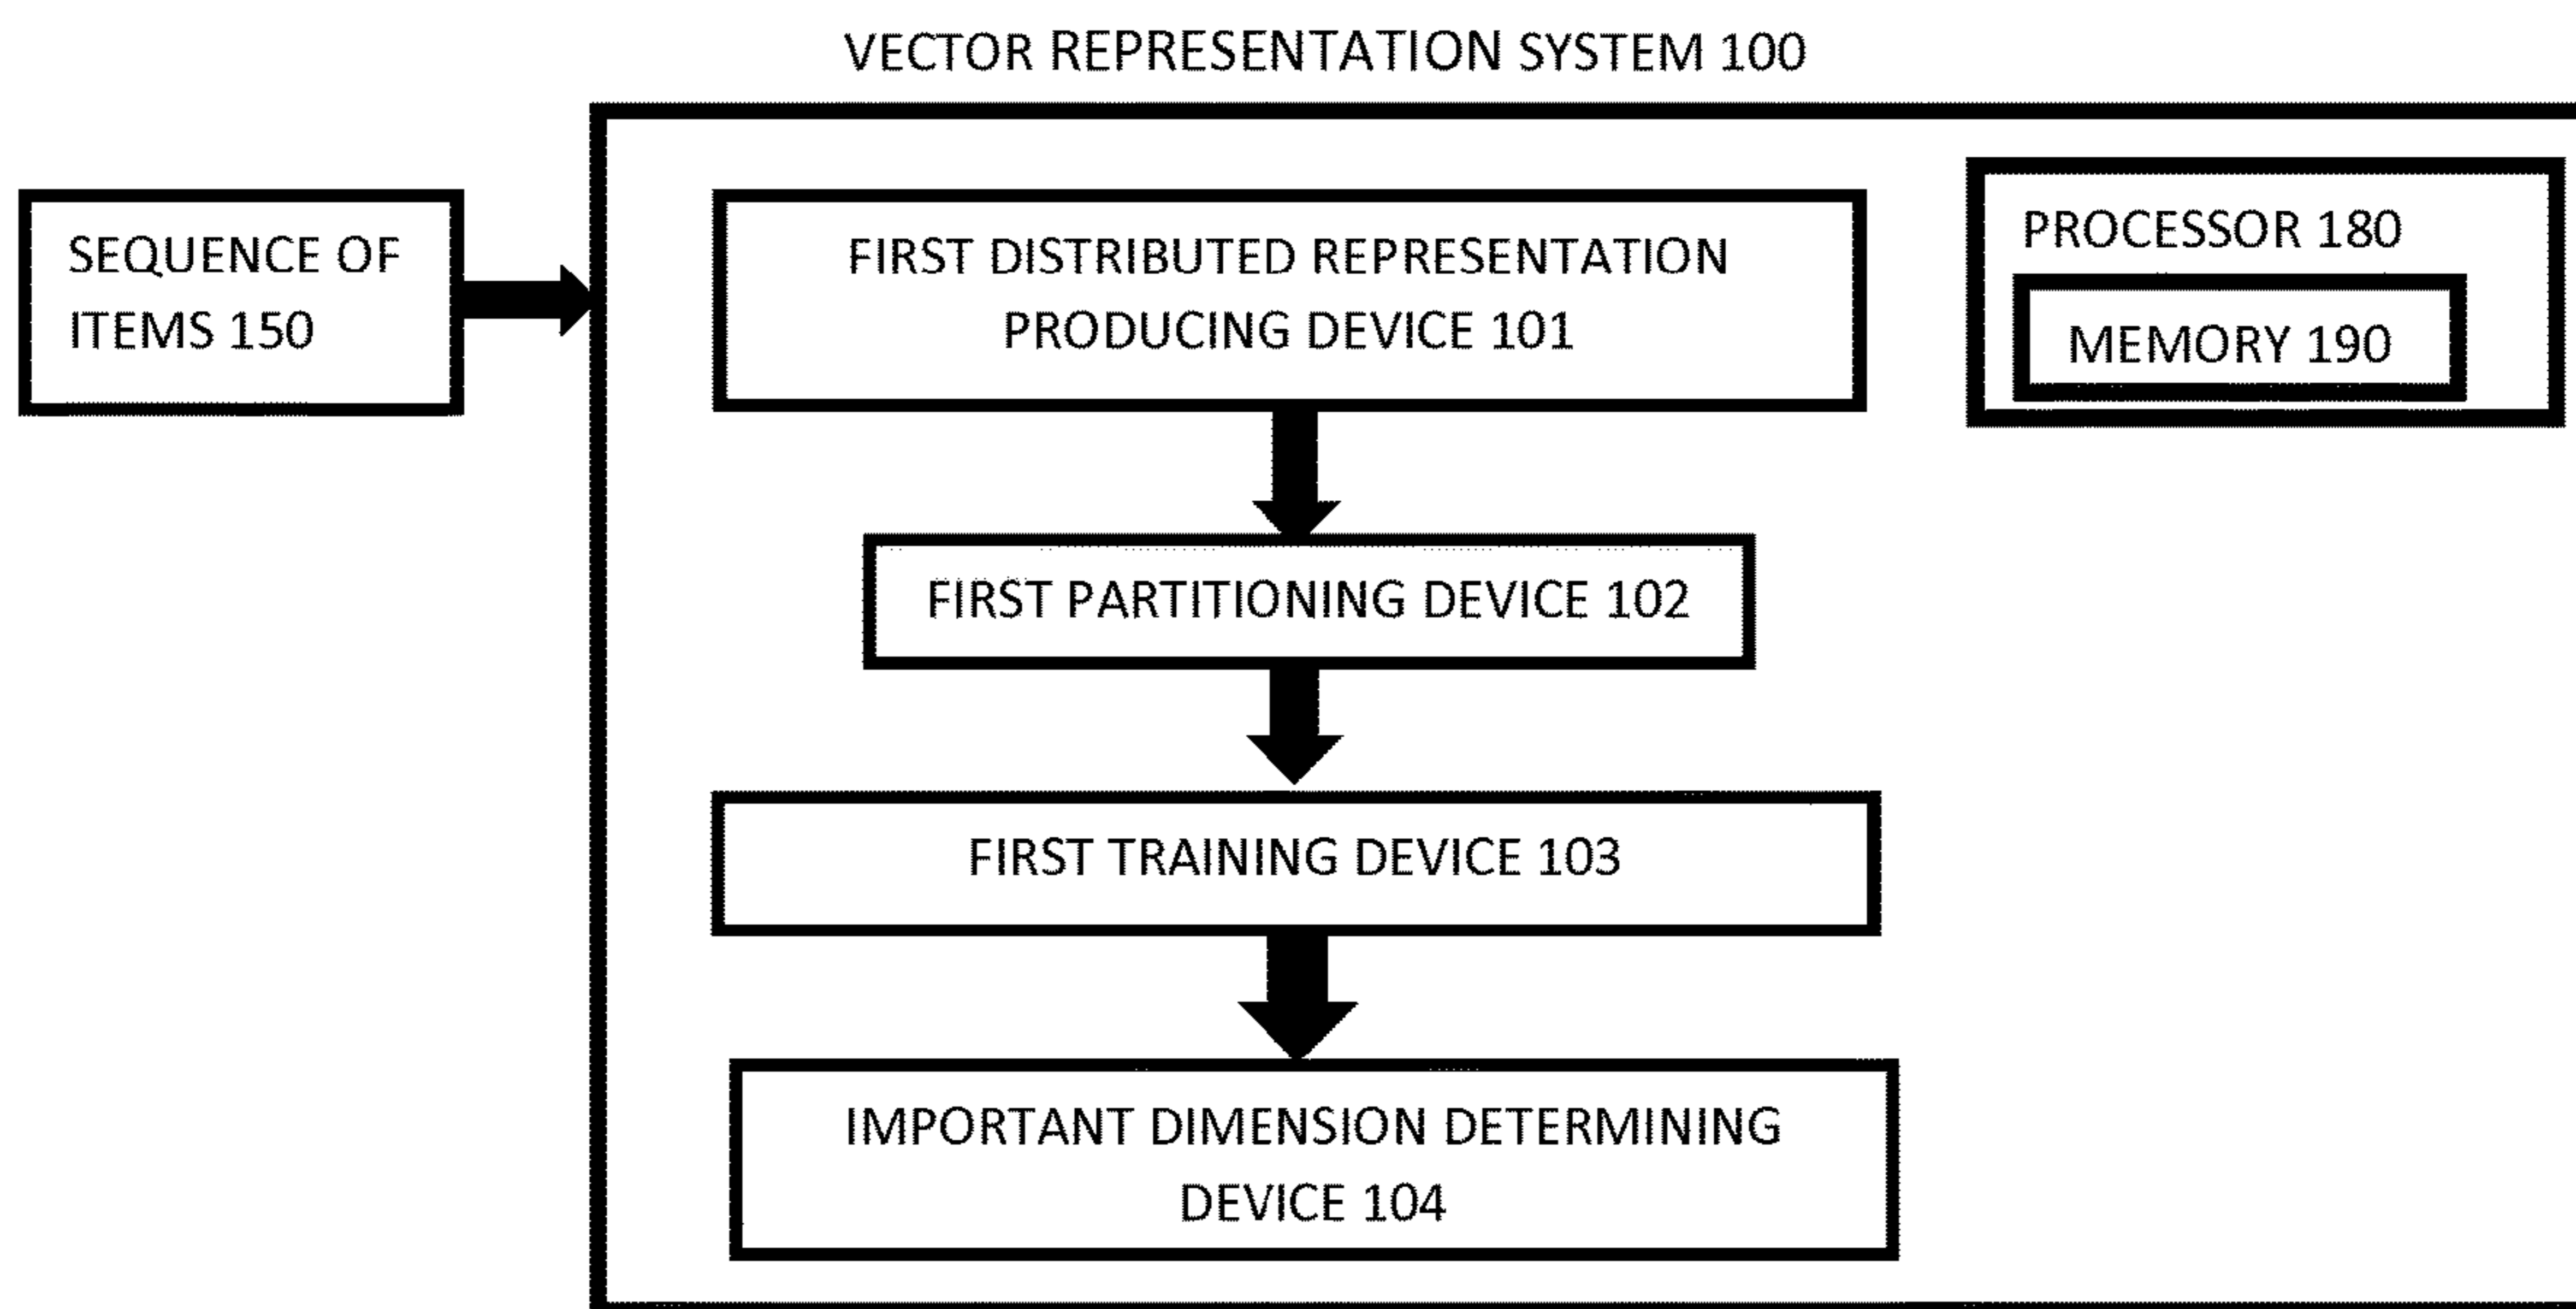 VECTOR REPRESENTATION SYSTEM 100
SEQUENCE OF
ITEMS 150
FIRST DISTRIBUTED REPRESENTATION
PRODUCING DEVICE 101
PROCESSOR 180
MEMORY 190
FIRST PARTITIONING DEVICE 102
FIRST TRAINING DEVICE 103
IMPORTANT DIMENSION DETERMINING
DEVICE 104